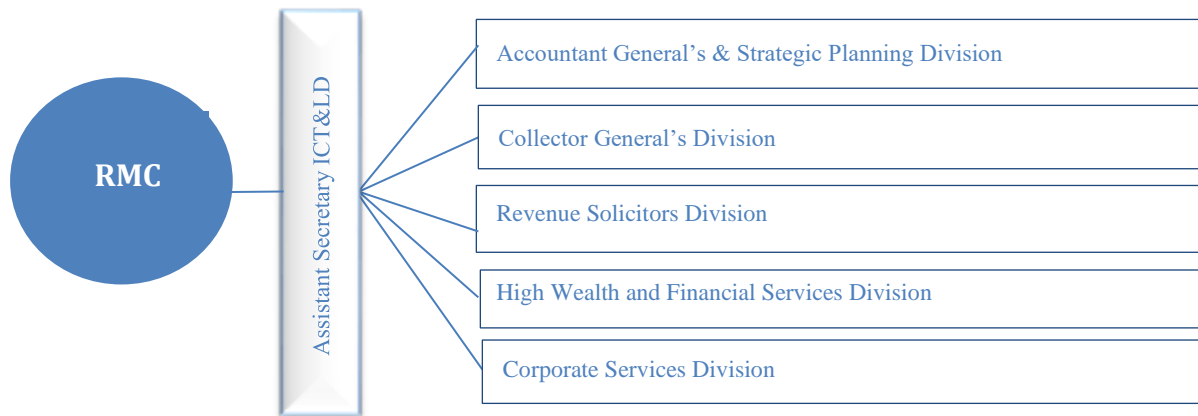 RMC
Assistant Secretary ICT&LD
Accountant General’s & Strategic Planning Division
Collector General’s Division
Revenue Solicitors Division
High Wealth and Financial Services Division
Corporate Services Division